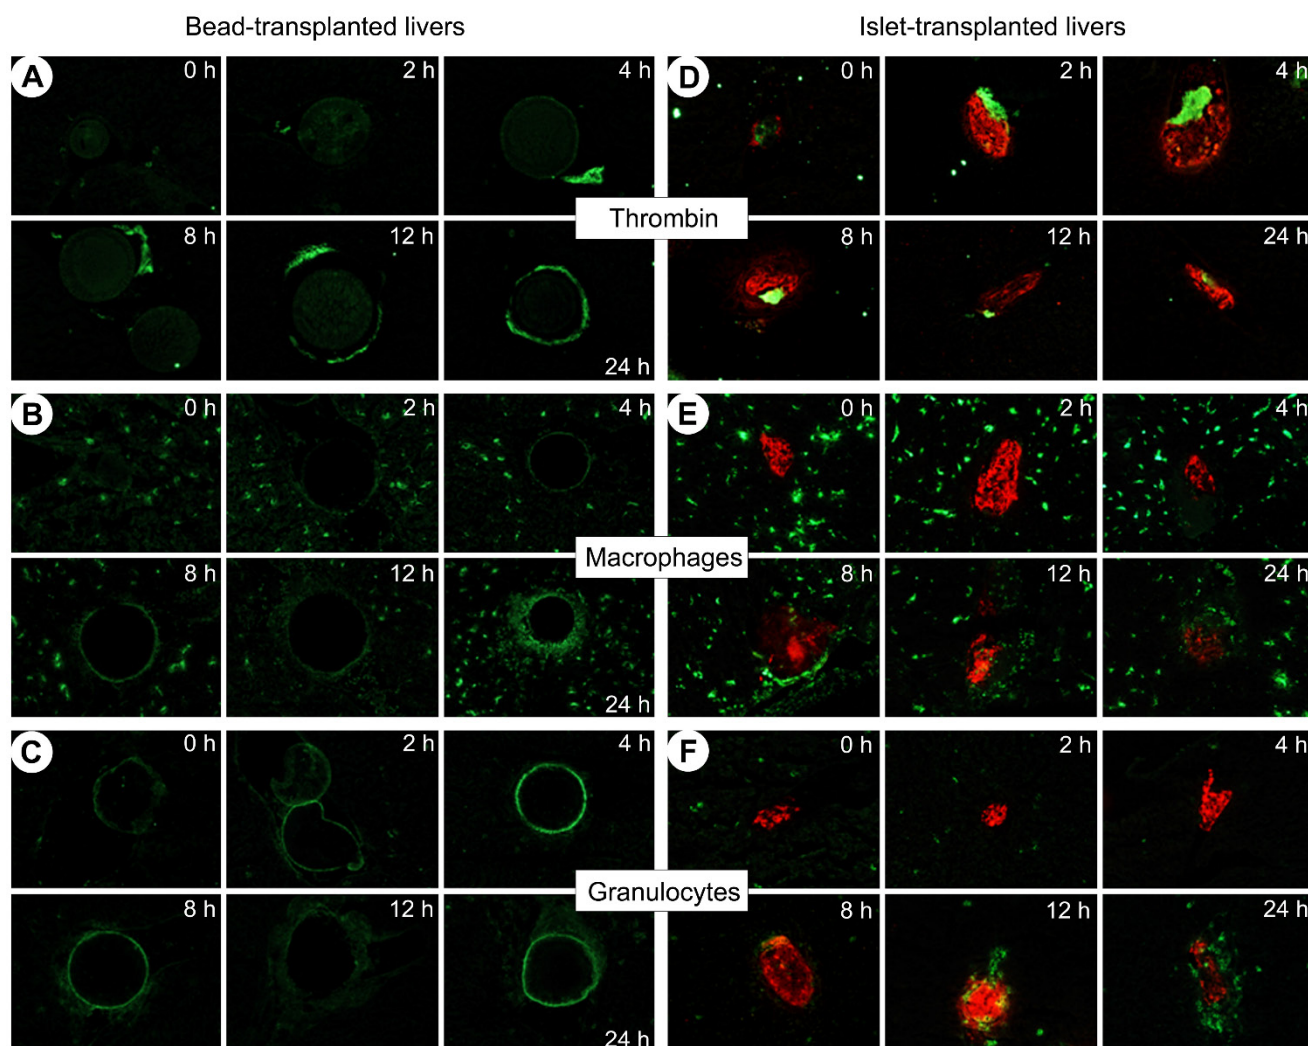 Bead-transplanted livers
Islet-transplanted livers
A
0 h
2 h
4 h
D
0 h
2 h
4 h
Thrombin
8 h
12 h
24 h
8 h
12 h
24 h
B
0 h
2 h
4 h
E
0 h
2 h
4 h
Macrophages
8 h
12 h
24 h
8 h
12 h
24 h
C
0 h
2 h
4 h
F
0 h
2 h
4 h
Granulocytes
8 h
12 h
24 h
8 h
12 h
24 h